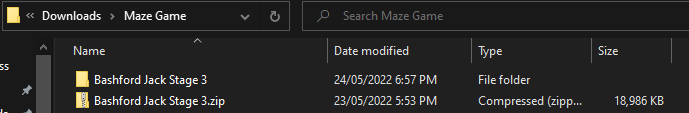 « Downloads > Maze Game Search Maze Game
Name Date modified Type Size
ss Bashford Jack Stage 3 24/05/2022 6:57 PM File folder
Bashford Jack Stage 3.zip 23/05/2022 5:53 PM Compressed (zipp... 18,986 KB